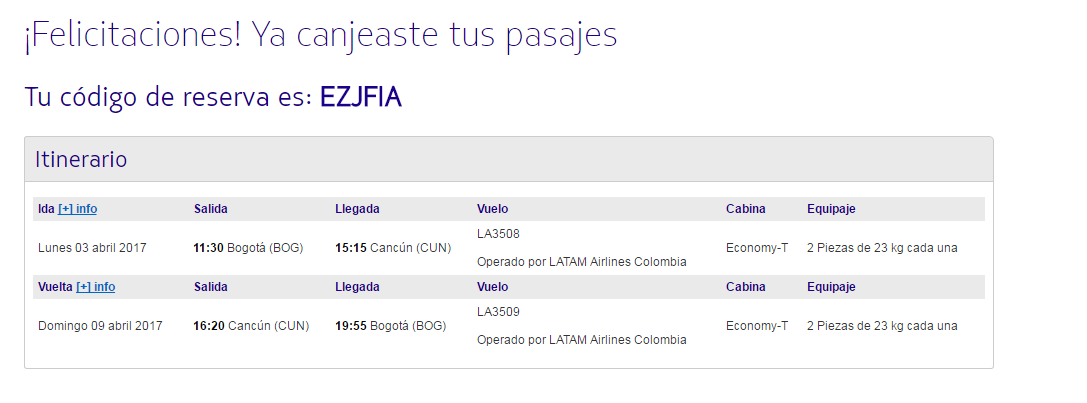 ¡Felicitaciones! Ya canjeaste tus pasajes
Tu código de reserva es: EZJFIA
Itinerario
Ida [+] info Salida Llegada Vuelo Cabina Equipaje
LA3508
Lunes 03 abril 2017 11:30 Bogotá (BOG) 15:15 Cancún (CUN) Economy-T 2 Piezas de 23 kg cada una
Operado por LATAM Airlines Colombia
Vuelta [+] info Salida Llegada Vuelo Cabina Equipaje
LA3509
Domingo 09 abril 2017 16:20 Cancún (CUN) 19:55 Bogotá (BOG) Economy-T 2 Piezas de 23 kg cada una
Operado por LATAM Airlines Colombia